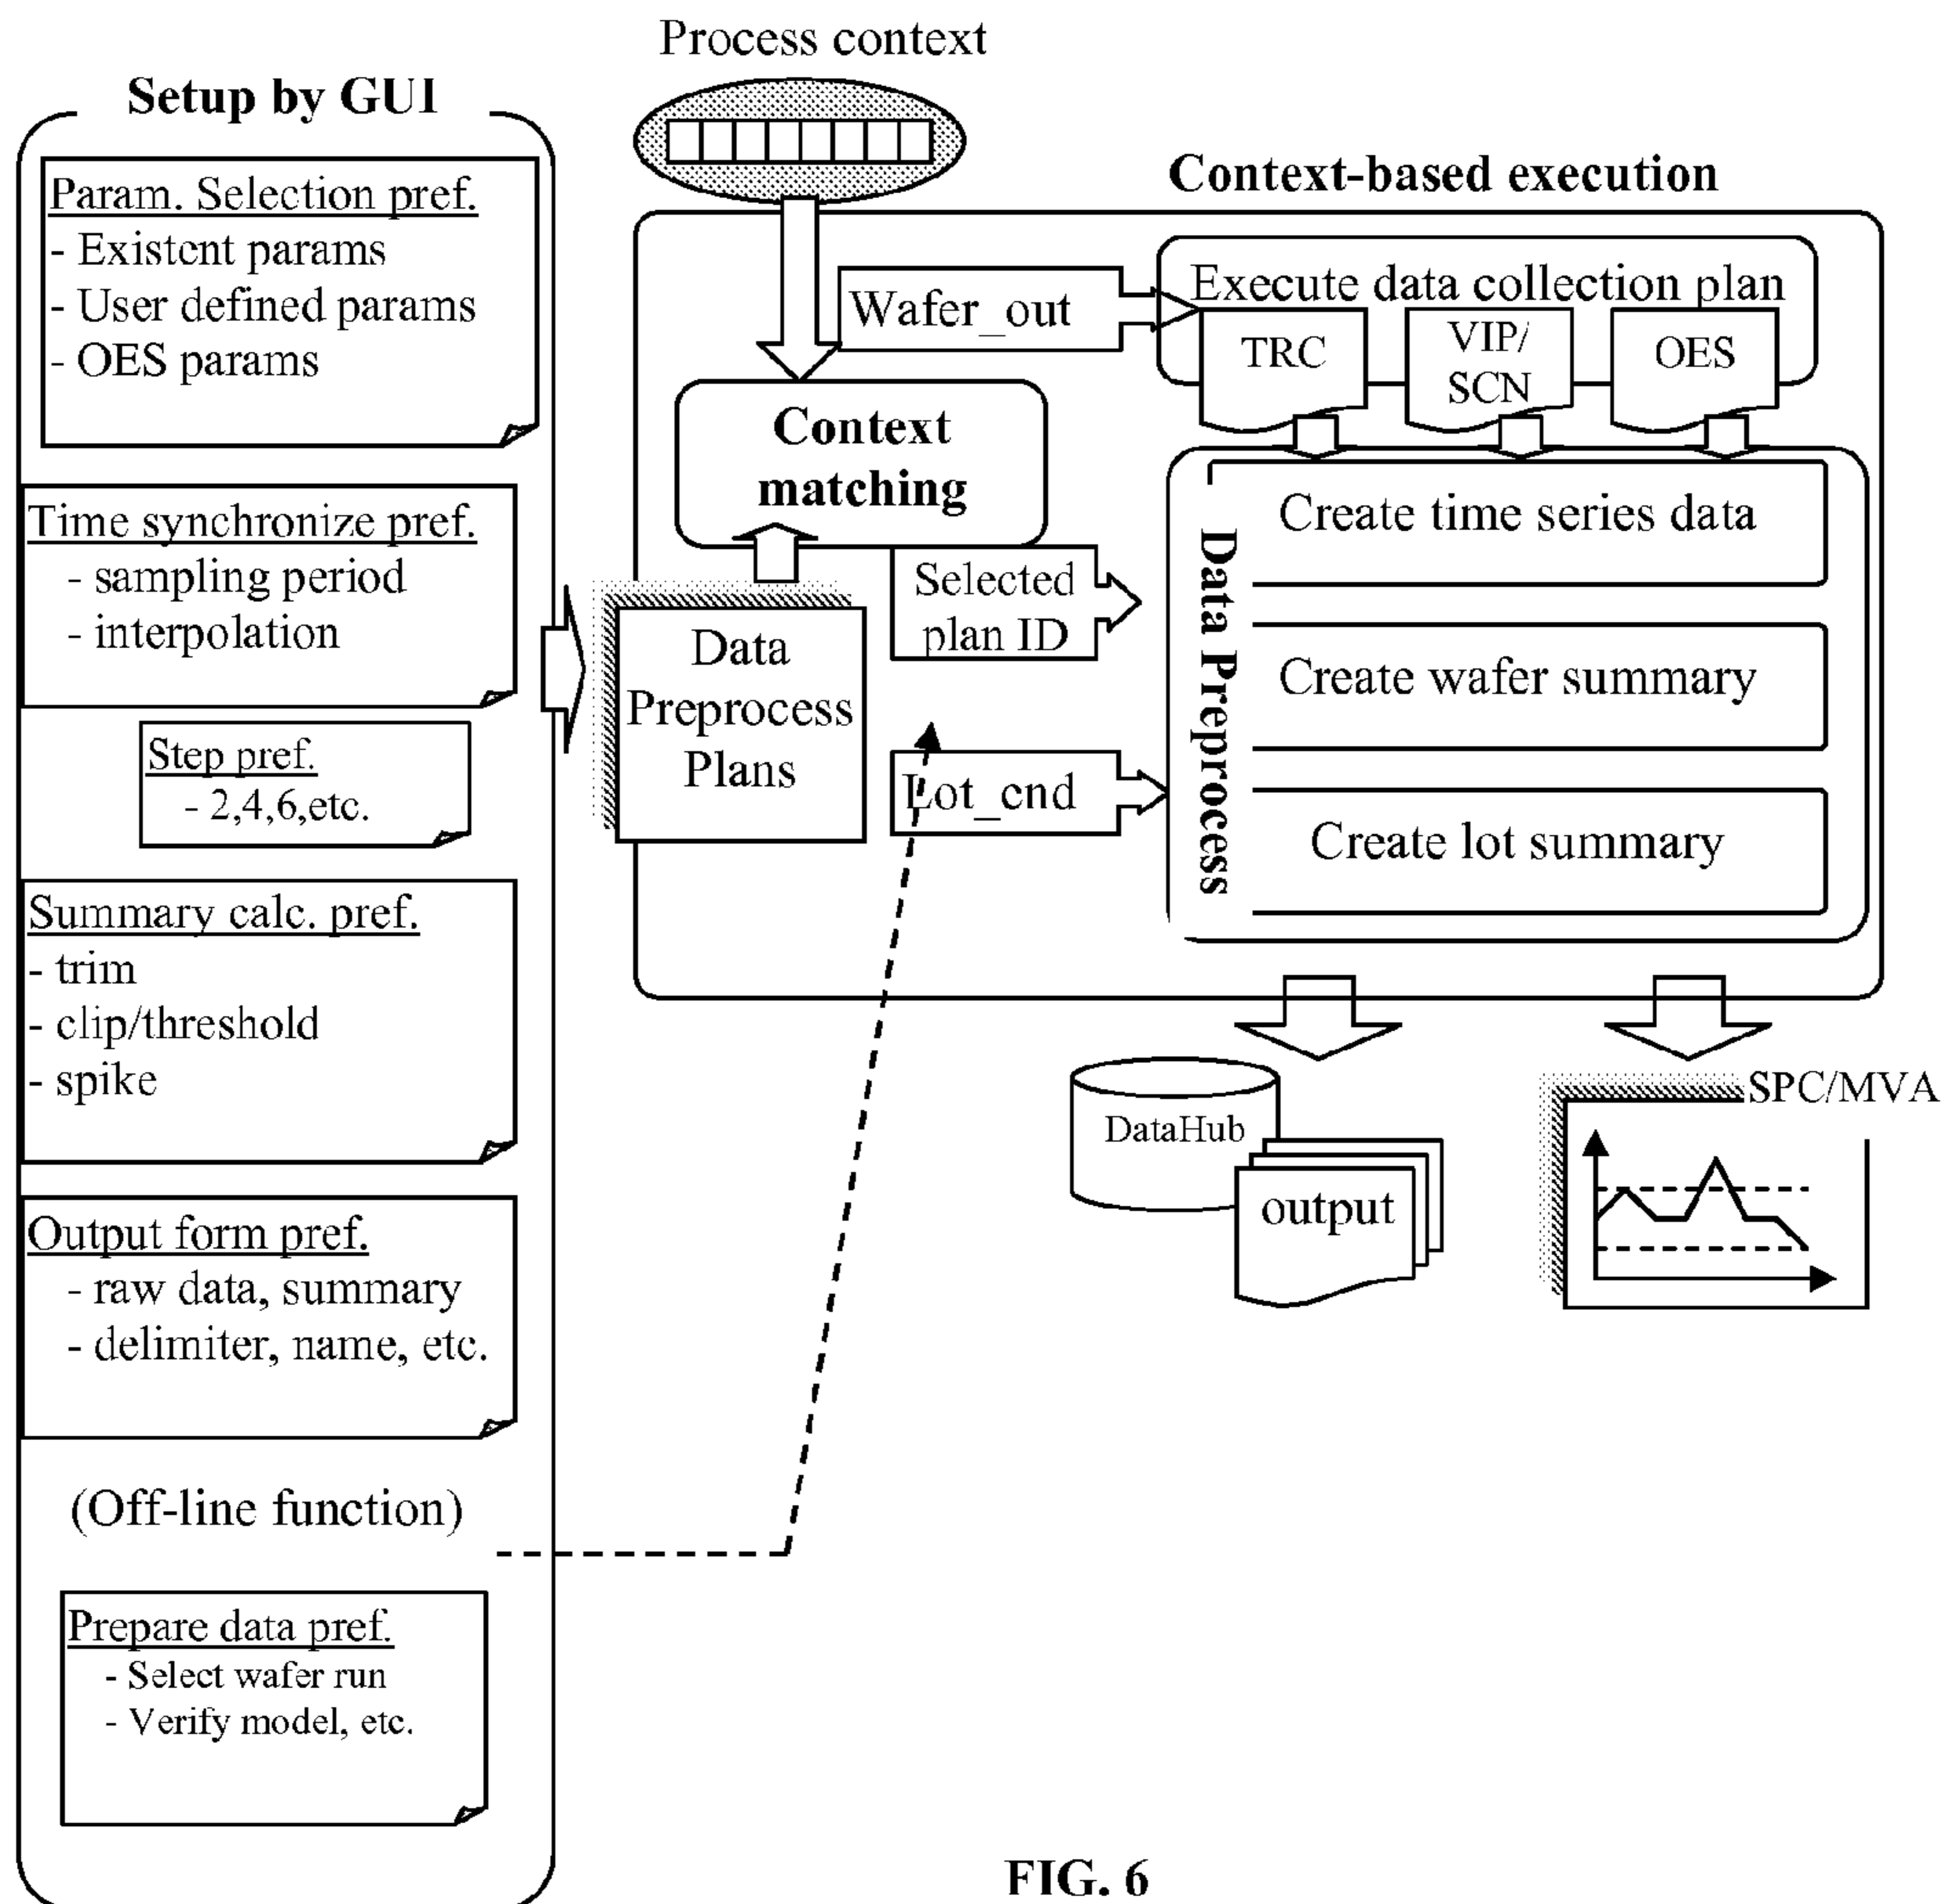 Process context
Setup by GUI
Param. Selection pref.
- Existent params
- User defined params
- OES params
Time synchronize pref.
- sampling period
- interpolation
Step pref.
- 2,4,6,etc.
Summary calc. pref.
- trim
- clip/threshold
- spike
Output form pref.
- raw data, summary
- delimiter, name, etc.
(Off-line function)
Prepare data pref.
- Select wafer run
- Verify model, etc.
Context-based execution
Wafer_out
Execute data collection plan
TRC
VIP/
SCN
OES
Context
matching
Selected
plan ID
Data
Preprocess
Plans
Lot_end
Data Preprocess
Create time series data
Create wafer summary
Create lot summary
DataHub
output
SPC/MVA
FIG. 6